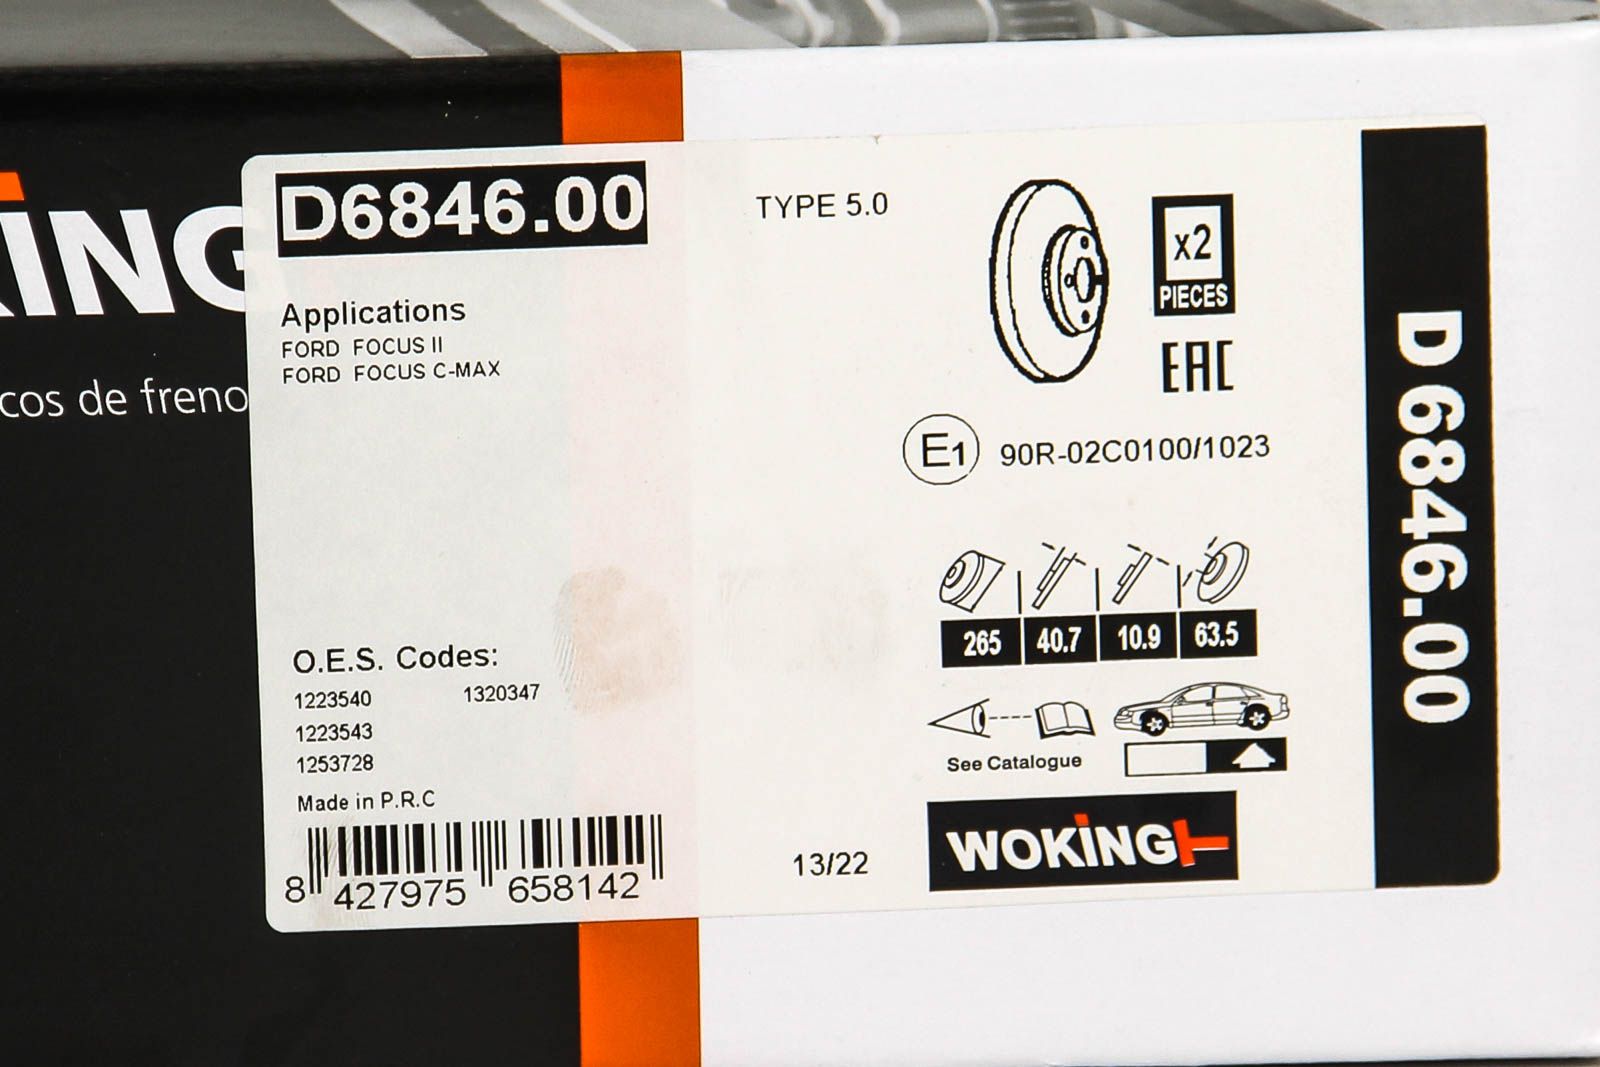 ING
cos de freno
D6846.00
TYPE 5.0
Applications
FORD FOCUS II
FORD FOCUS C-MAX
x2
PIECES
EAC
E1 90R-02C0100/1023
265 40.7 10.9 63.5
See Catalogue
O.E.S. Codes:
1223540 1320347
1223543
1253728
Made in P.R.C
8 427975 658142
13/22
WOKING
D 6846.00